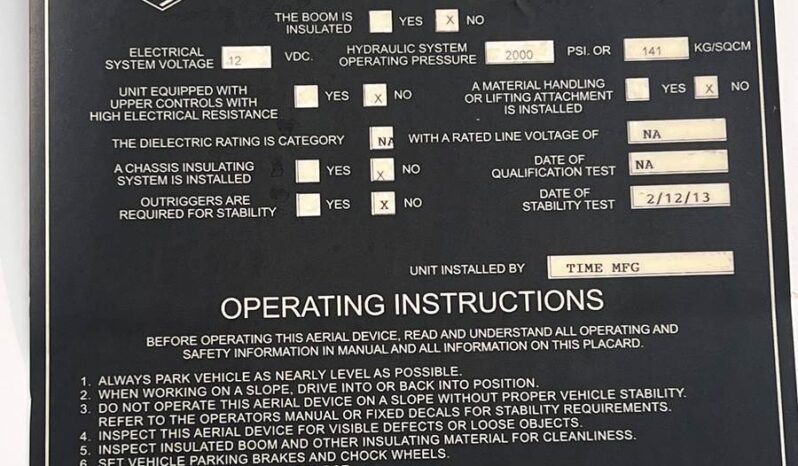 THE BOOM IS INSULATED YES X NO
ELECTRICAL SYSTEM VOLTAGE 12 VDC. HYDRAULIC SYSTEM OPERATING PRESSURE 2000 PSI. OR 141 KG/SQCM
UNIT EQUIPPED WITH UPPER CONTROLS WITH HIGH ELECTRICAL RESISTANCE YES X NO
A MATERIAL HANDLING OR LIFTING ATTACHMENT IS INSTALLED YES X NO
THE DIELECTRIC RATING IS CATEGORY NA WITH A RATED LINE VOLTAGE OF NA
A CHASSIS INSULATING SYSTEM IS INSTALLED YES X NO
DATE OF QUALIFICATION TEST NA
OUTRIGGERS ARE REQUIRED FOR STABILITY YES X NO
DATE OF STABILITY TEST 2/12/13
UNIT INSTALLED BY TIME MFG
OPERATING INSTRUCTIONS
BEFORE OPERATING THIS AERIAL DEVICE, READ AND UNDERSTAND ALL OPERATING AND
SAFETY INFORMATION IN MANUAL AND ALL INFORMATION ON THIS PLACARD.
1. ALWAYS PARK VEHICLE AS NEARLY LEVEL AS POSSIBLE.
2. WHEN WORKING ON A SLOPE, DRIVE INTO OR BACK INTO POSITION.
3. DO NOT OPERATE THIS AERIAL DEVICE ON A SLOPE WITHOUT PROPER VEHICLE STABILITY.
REFER TO THE OPERATORS MANUAL OR FIXED DECALS FOR STABILITY REQUIREMENTS.
4. INSPECT THIS AERIAL DEVICE FOR VISIBLE DEFECTS OR LOOSE OBJECTS.
5. INSPECT INSULATED BOOM AND OTHER INSULATING MATERIAL FOR CLEANLINESS.
6. SET VEHICLE PARKING BRAKES AND CHOCK WHEELS.